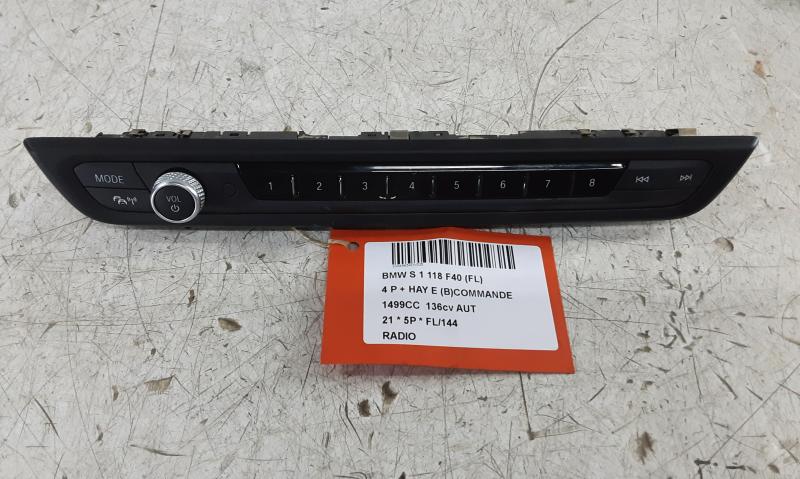 MODE
VOL
1 2 3 4 5 6 7 8
BMW S 1 118 F40 (FL)
4 P + HAY E (B)COMMANDE
1499CC 136cv AUT
21 * 5P * FL/144
RADIO